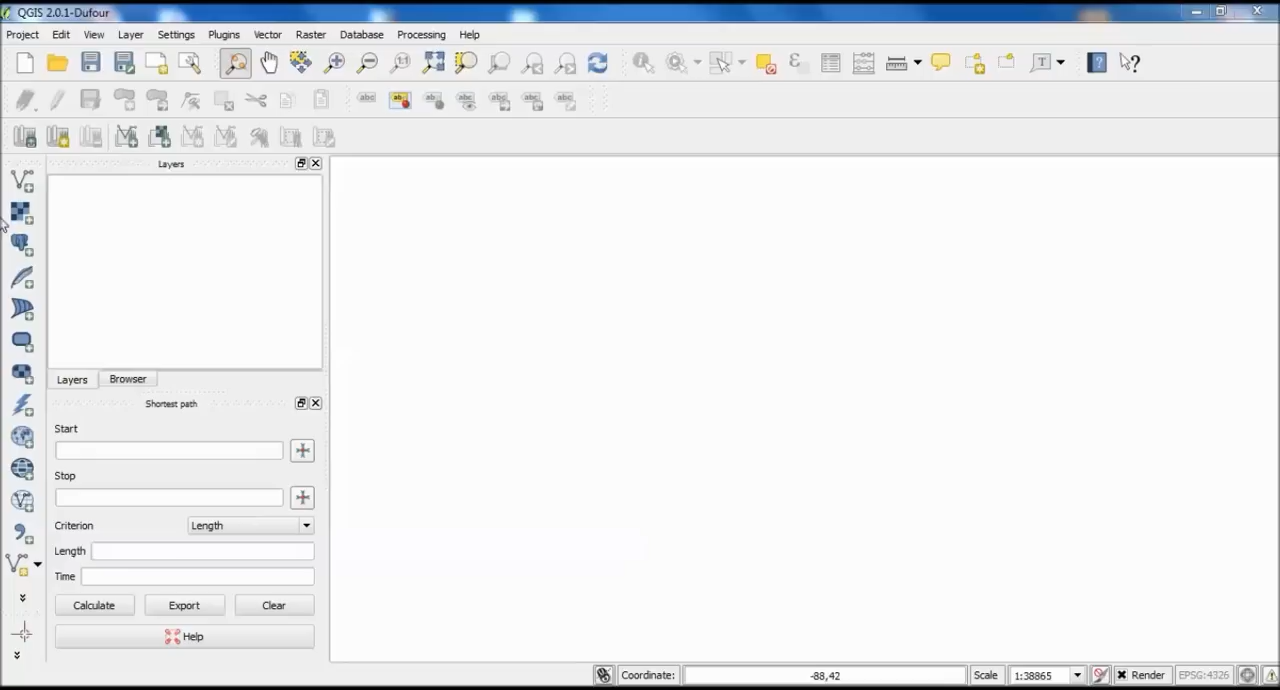 QGIS 2.0.1-Dufour
Project Edit View Layer Settings Plugins Vector Raster Database Processing Help
Layers
Layers Browser
Shortest path
Start
Stop
Criterion Length
Length
Time
Calculate Export Clear
Help
Coordinate: -88,42 Scale 1:38865 Render EPSG:4326